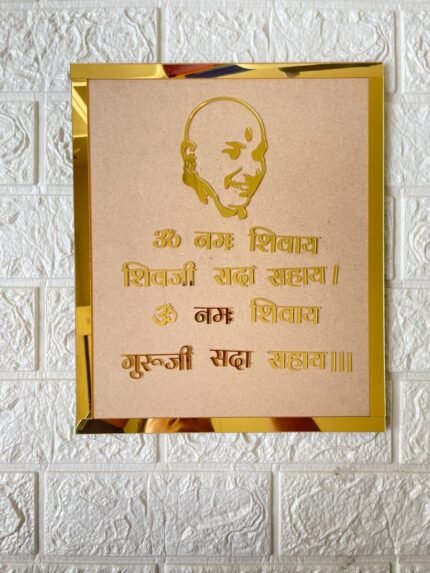 ॐ नमः शिवाय
शिवजी सदा सहाय।
ॐ नमः शिवाय
गुरूजी सदा सहाय।।।